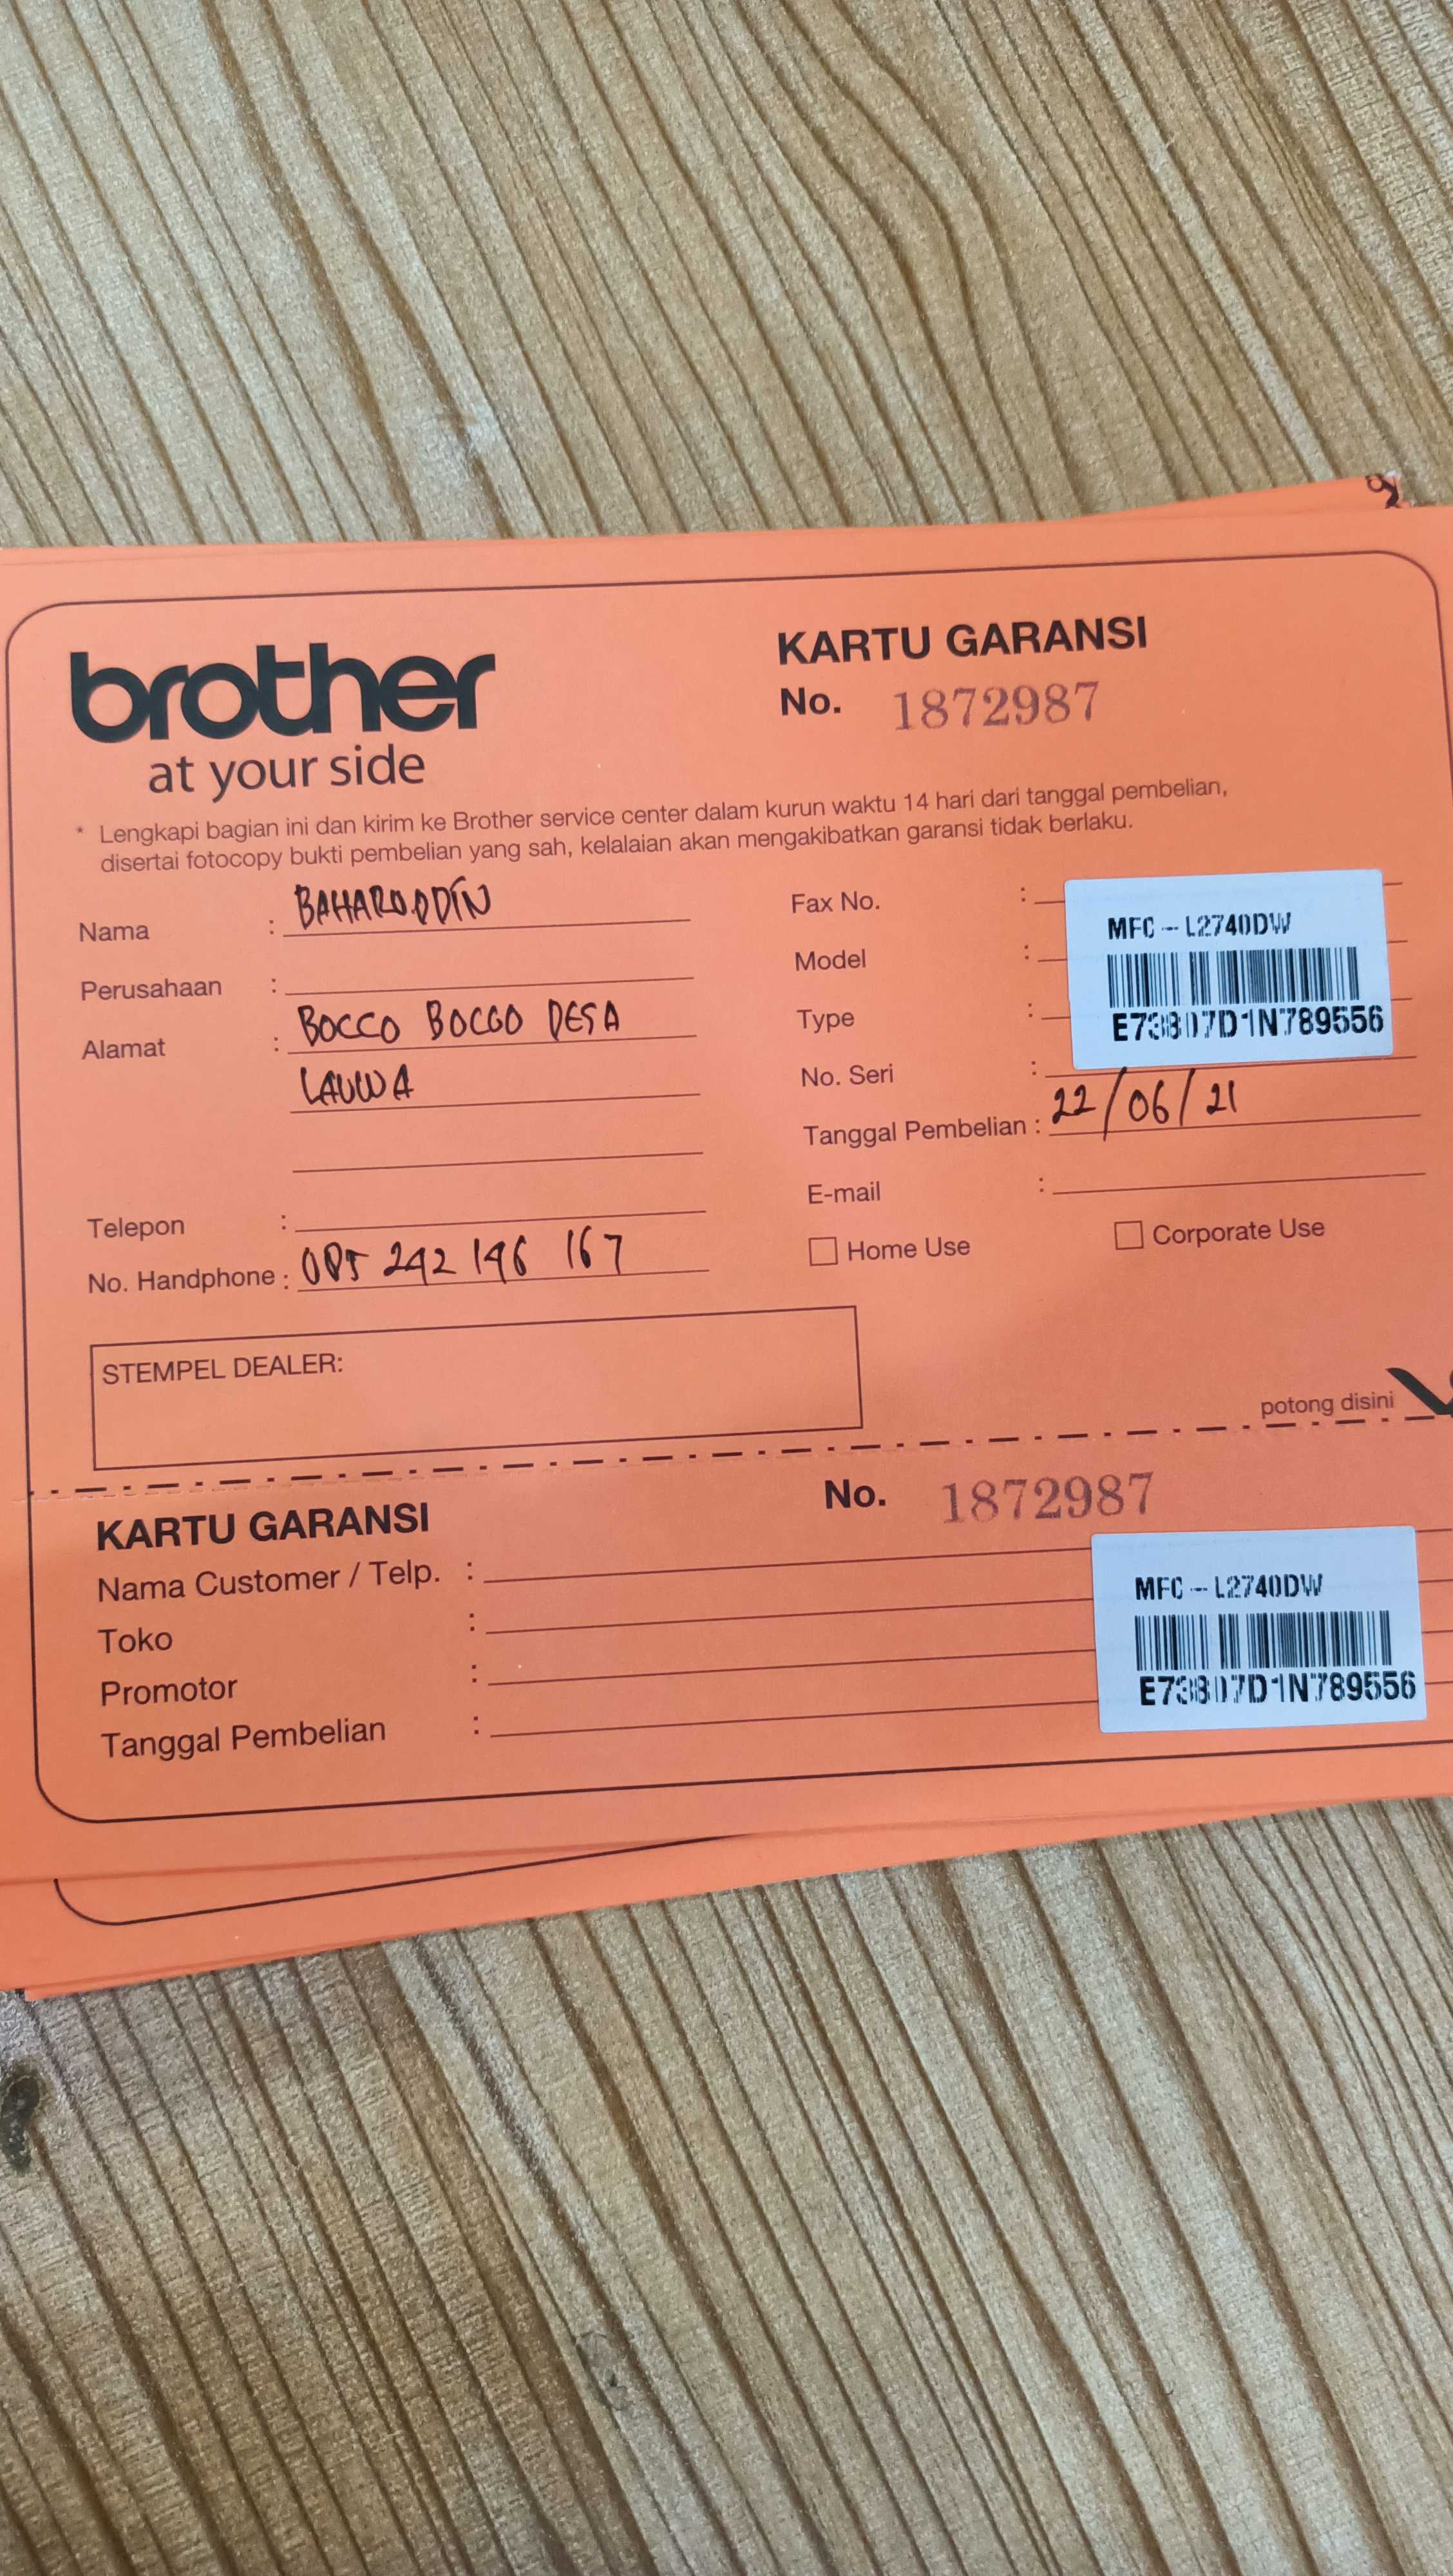 brother
at your side
KARTU GARANSI
No. 1872987
* Lengkapi bagian ini dan kirim ke Brother service center dalam kurun waktu 14 hari dari tanggal pembelian,
disertai fotocopy bukti pembelian yang sah, kelalaian akan mengakibatkan garansi tidak berlaku.
Nama :
Perusahaan :
Alamat : BOCCO BOCCO DESA
LAUWA
Telepon :
No. Handphone : 085 242 146 167
Fax No. :
Model :
Type :
No. Seri :
MFC-L2740DW
E73807D1N789556
Tanggal Pembelian : 22/06/21
E-mail :
Home Use
Corporate Use
STEMPEL DEALER:
potong disini
KARTU GARANSI
No. 1872987
Nama Customer / Telp. :
Toko :
Promotor :
Tanggal Pembelian :
MFC-L2740DW
E73807D1N789556